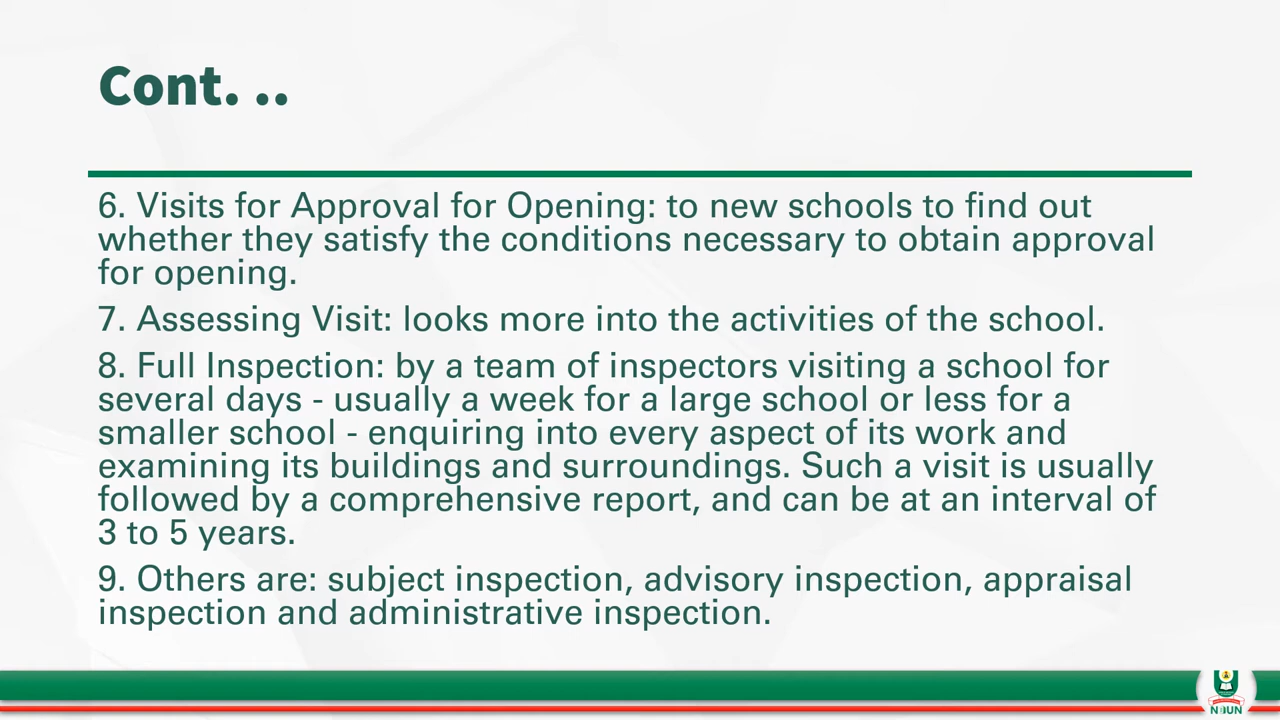 Cont. ..
6. Visits for Approval for Opening: to new schools to find out
whether they satisfy the conditions necessary to obtain approval
for opening.
7. Assessing Visit: looks more into the activities of the school.
8. Full Inspection: by a team of inspectors visiting a school for
several days - usually a week for a large school or less for a
smaller school - enquiring into every aspect of its work and
examining its buildings and surroundings. Such a visit is usually
followed by a comprehensive report, and can be at an interval of
3 to 5 years.
9. Others are: subject inspection, advisory inspection, appraisal
inspection and administrative inspection.
NOUN